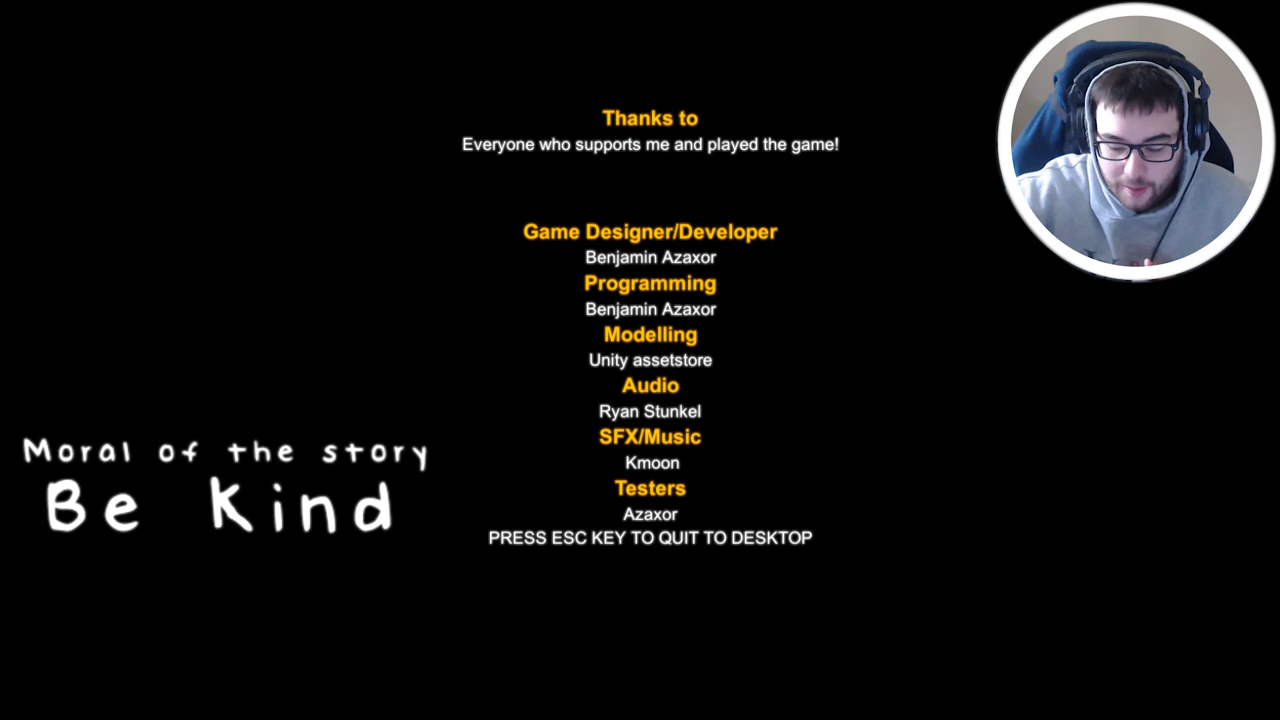 Thanks to
Everyone who supports me and played the game!
Game Designer/Developer
Benjamin Azaxor
Programming
Benjamin Azaxor
Modelling
Unity assetstore
Audio
Ryan Stunkel
SFX/Music
Kmoon
Testers
Azaxor
PRESS ESC KEY TO QUIT TO DESKTOP
Moral of the story
Be Kind